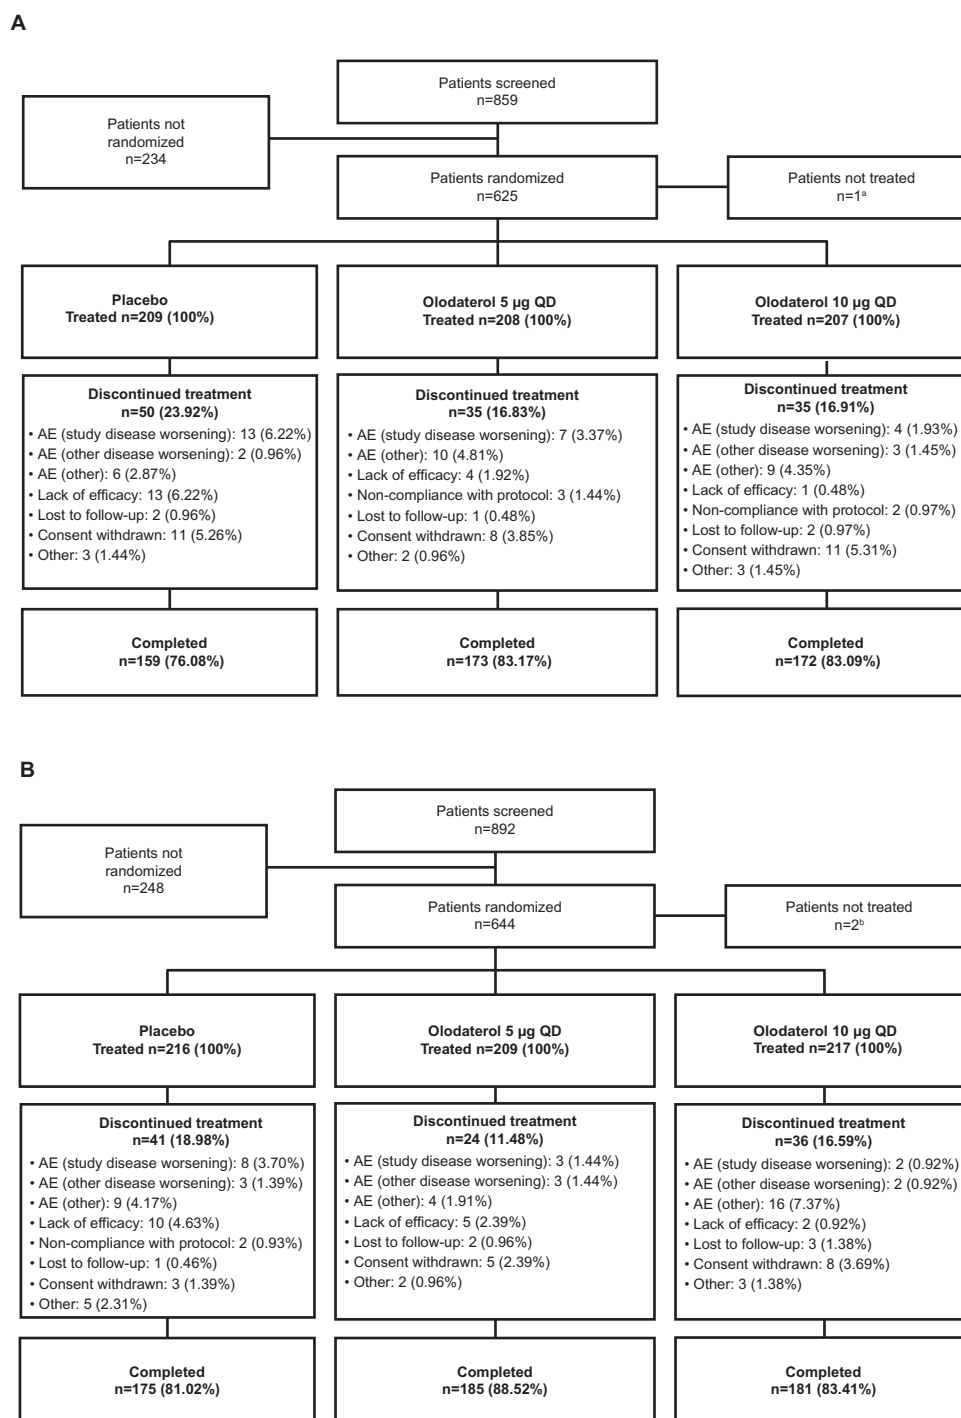 A
Patients screened
n=859
Patients not
randomized
n=234
Patients randomized
n=625
Patients not treated
n=1ᵃ
Placebo
Treated n=209 (100%)
Olodaterol 5 µg QD
Treated n=208 (100%)
Olodaterol 10 µg QD
Treated n=207 (100%)
Discontinued treatment
n=50 (23.92%)
• AE (study disease worsening): 13 (6.22%)
• AE (other disease worsening): 2 (0.96%)
• AE (other): 6 (2.87%)
• Lack of efficacy: 13 (6.22%)
• Lost to follow-up: 2 (0.96%)
• Consent withdrawn: 11 (5.26%)
• Other: 3 (1.44%)
Discontinued treatment
n=35 (16.83%)
• AE (study disease worsening): 7 (3.37%)
• AE (other): 10 (4.81%)
• Lack of efficacy: 4 (1.92%)
• Non-compliance with protocol: 3 (1.44%)
• Lost to follow-up: 1 (0.48%)
• Consent withdrawn: 8 (3.85%)
• Other: 2 (0.96%)
Discontinued treatment
n=35 (16.91%)
• AE (study disease worsening): 4 (1.93%)
• AE (other disease worsening): 3 (1.45%)
• AE (other): 9 (4.35%)
• Lack of efficacy: 1 (0.48%)
• Non-compliance with protocol: 2 (0.97%)
• Lost to follow-up: 2 (0.97%)
• Consent withdrawn: 11 (5.31%)
• Other: 3 (1.45%)
Completed
n=159 (76.08%)
Completed
n=173 (83.17%)
Completed
n=172 (83.09%)
B
Patients screened
n=892
Patients not
randomized
n=248
Patients randomized
n=644
Patients not treated
n=2ᵇ
Placebo
Treated n=216 (100%)
Olodaterol 5 µg QD
Treated n=209 (100%)
Olodaterol 10 µg QD
Treated n=217 (100%)
Discontinued treatment
n=41 (18.98%)
• AE (study disease worsening): 8 (3.70%)
• AE (other disease worsening): 3 (1.39%)
• AE (other): 9 (4.17%)
• Lack of efficacy: 10 (4.63%)
• Non-compliance with protocol: 2 (0.93%)
• Lost to follow-up: 1 (0.46%)
• Consent withdrawn: 3 (1.39%)
• Other: 5 (2.31%)
Discontinued treatment
n=24 (11.48%)
• AE (study disease worsening): 3 (1.44%)
• AE (other disease worsening): 3 (1.44%)
• AE (other): 4 (1.91%)
• Lack of efficacy: 5 (2.39%)
• Lost to follow-up: 2 (0.96%)
• Consent withdrawn: 5 (2.39%)
• Other: 2 (0.96%)
Discontinued treatment
n=36 (16.59%)
• AE (study disease worsening): 2 (0.92%)
• AE (other disease worsening): 2 (0.92%)
• AE (other): 16 (7.37%)
• Lack of efficacy: 2 (0.92%)
• Lost to follow-up: 3 (1.38%)
• Consent withdrawn: 8 (3.69%)
• Other: 3 (1.38%)
Completed
n=175 (81.02%)
Completed
n=185 (88.52%)
Completed
n=181 (83.41%)